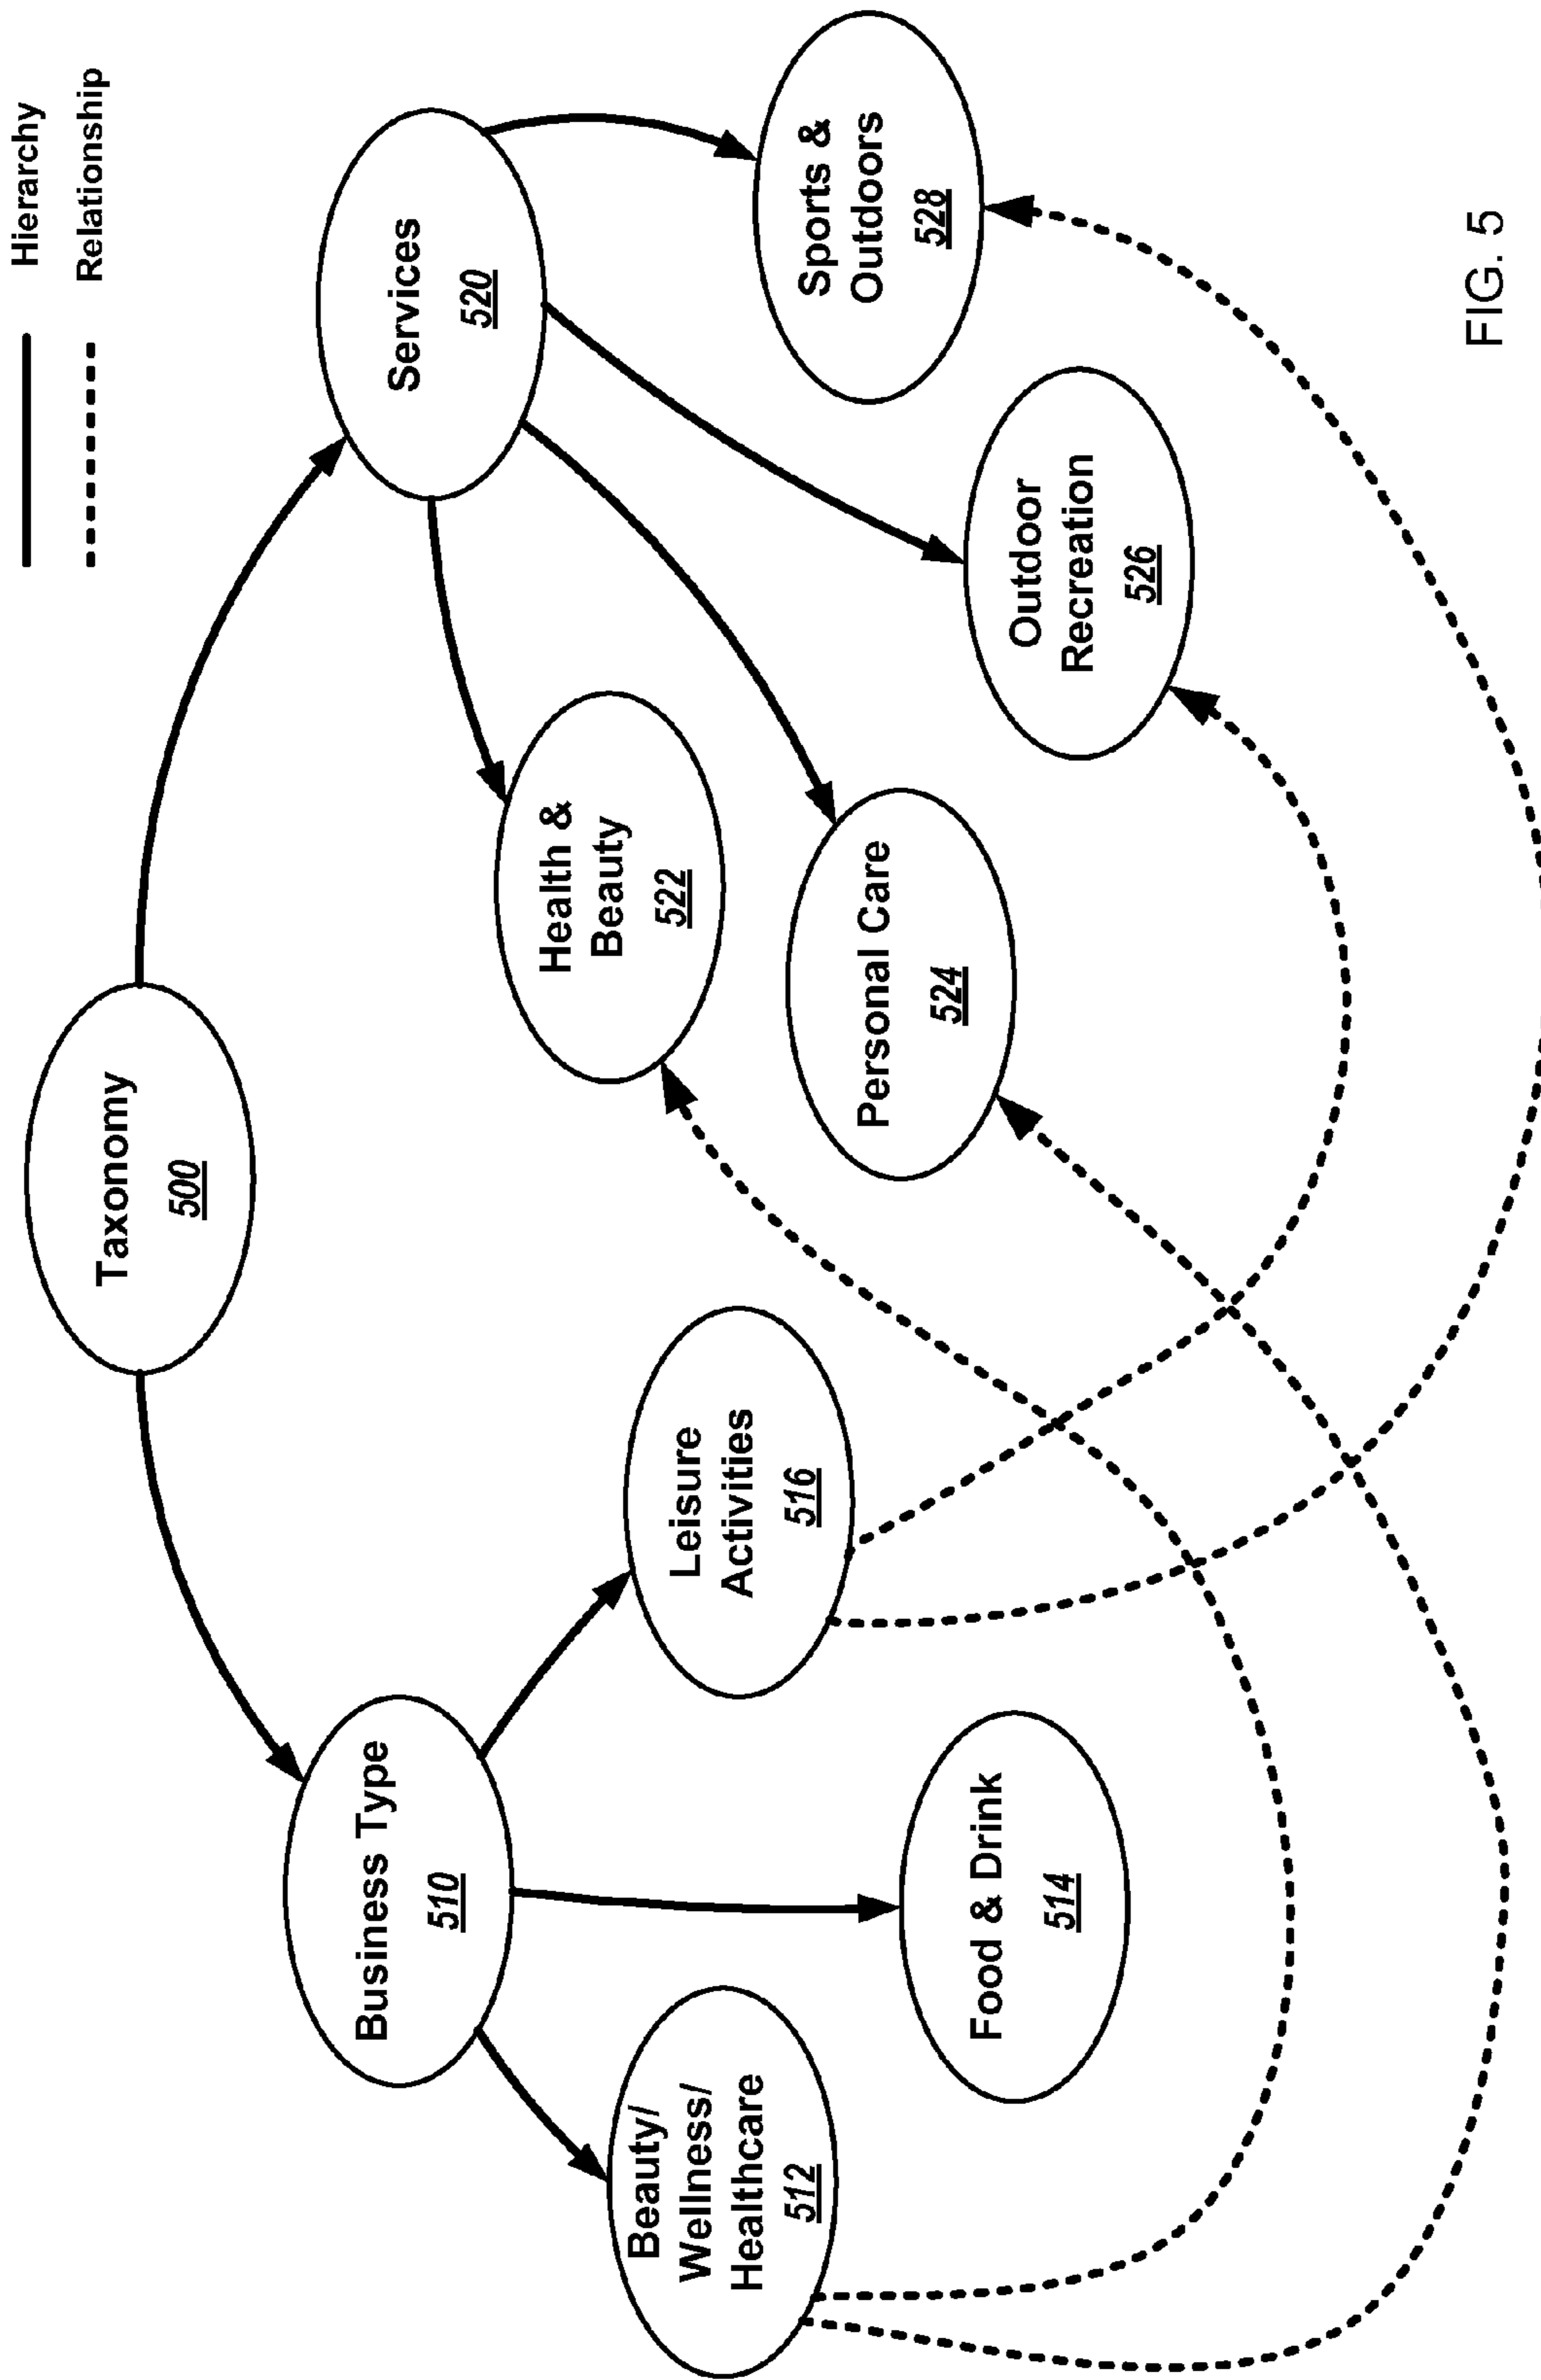 Hierarchy
Relationship
Taxonomy
500
Business Type
510
Services
520
Beauty/
Wellness/
Healthcare
512
Food & Drink
514
Leisure
Activities
516
Health &
Beauty
522
Personal Care
524
Outdoor
Recreation
526
Sports &
Outdoors
528
FIG. 5